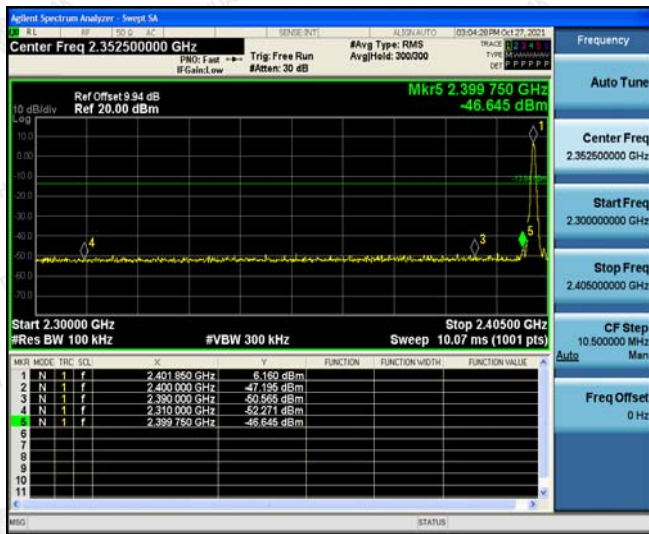 Agilent Spectrum Analyzer - Swept SA
RL RF 50 Ω AC SENSE:INT ALIGNAUTO 03:04:28 PM Oct 27, 2021
Center Freq 2.352500000 GHz
PNO: Fast
IFGain:Low
Trig: Free Run
#Atten: 30 dB
#Avg Type: RMS
Avg|Hold: 300/300
TRACE 1 2 3 4 5 6
TYPE
DET P P P P P P
Mkr5 2.399 750 GHz
-46.645 dBm
Ref Offset 9.94 dB
10 dB/div Ref 20.00 dBm
Log
10.0
0.00
-10.0
-20.0
-30.0
-40.0
-50.0
-60.0
-70.0
1
5
3
4
Start 2.30000 GHz Stop 2.40500 GHz
#Res BW 100 kHz #VBW 300 kHz Sweep 10.07 ms (1001 pts)
MKR MODE TRC SCL X Y FUNCTION FUNCTION WIDTH FUNCTION VALUE
1 N 1 f 2.401 850 GHz 6.160 dBm
2 N 1 f 2.400 000 GHz -47.195 dBm
3 N 1 f 2.390 000 GHz -50.565 dBm
4 N 1 f 2.310 000 GHz -52.271 dBm
5 N 1 f 2.399 750 GHz -46.645 dBm
6
7
8
9
10
11
MSG STATUS
Frequency
Auto Tune
Center Freq
2.352500000 GHz
Start Freq
2.300000000 GHz
Stop Freq
2.405000000 GHz
CF Step
10.500000 MHz
Auto Man
Freq Offset
0 Hz